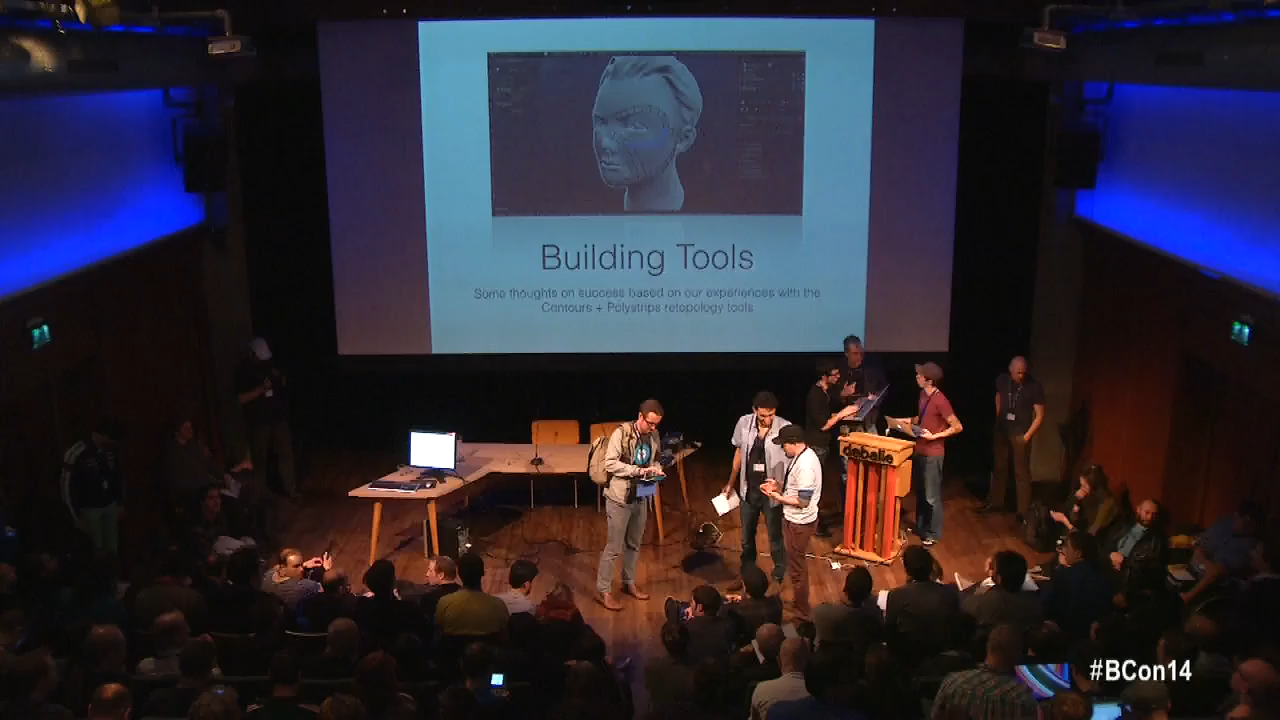 Building Tools
Some thoughts on success based on our experiences with the
Contours + Polystrips retopology tools
debalie
#BCon14